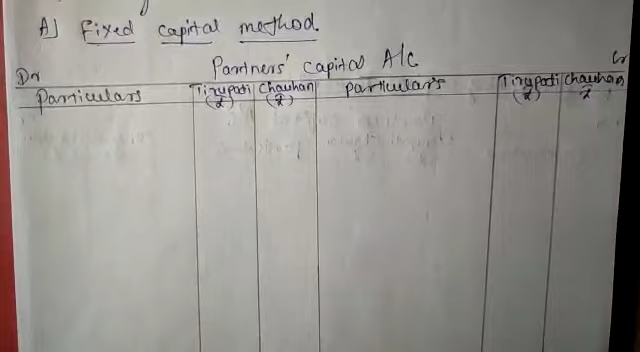 A] Fixed capital method.
Partners' capital A/c
Dr Cr
Particulars Tirupati Chauhan Particulars Tirupati Chauhan
(₹) (₹) (₹) ₹